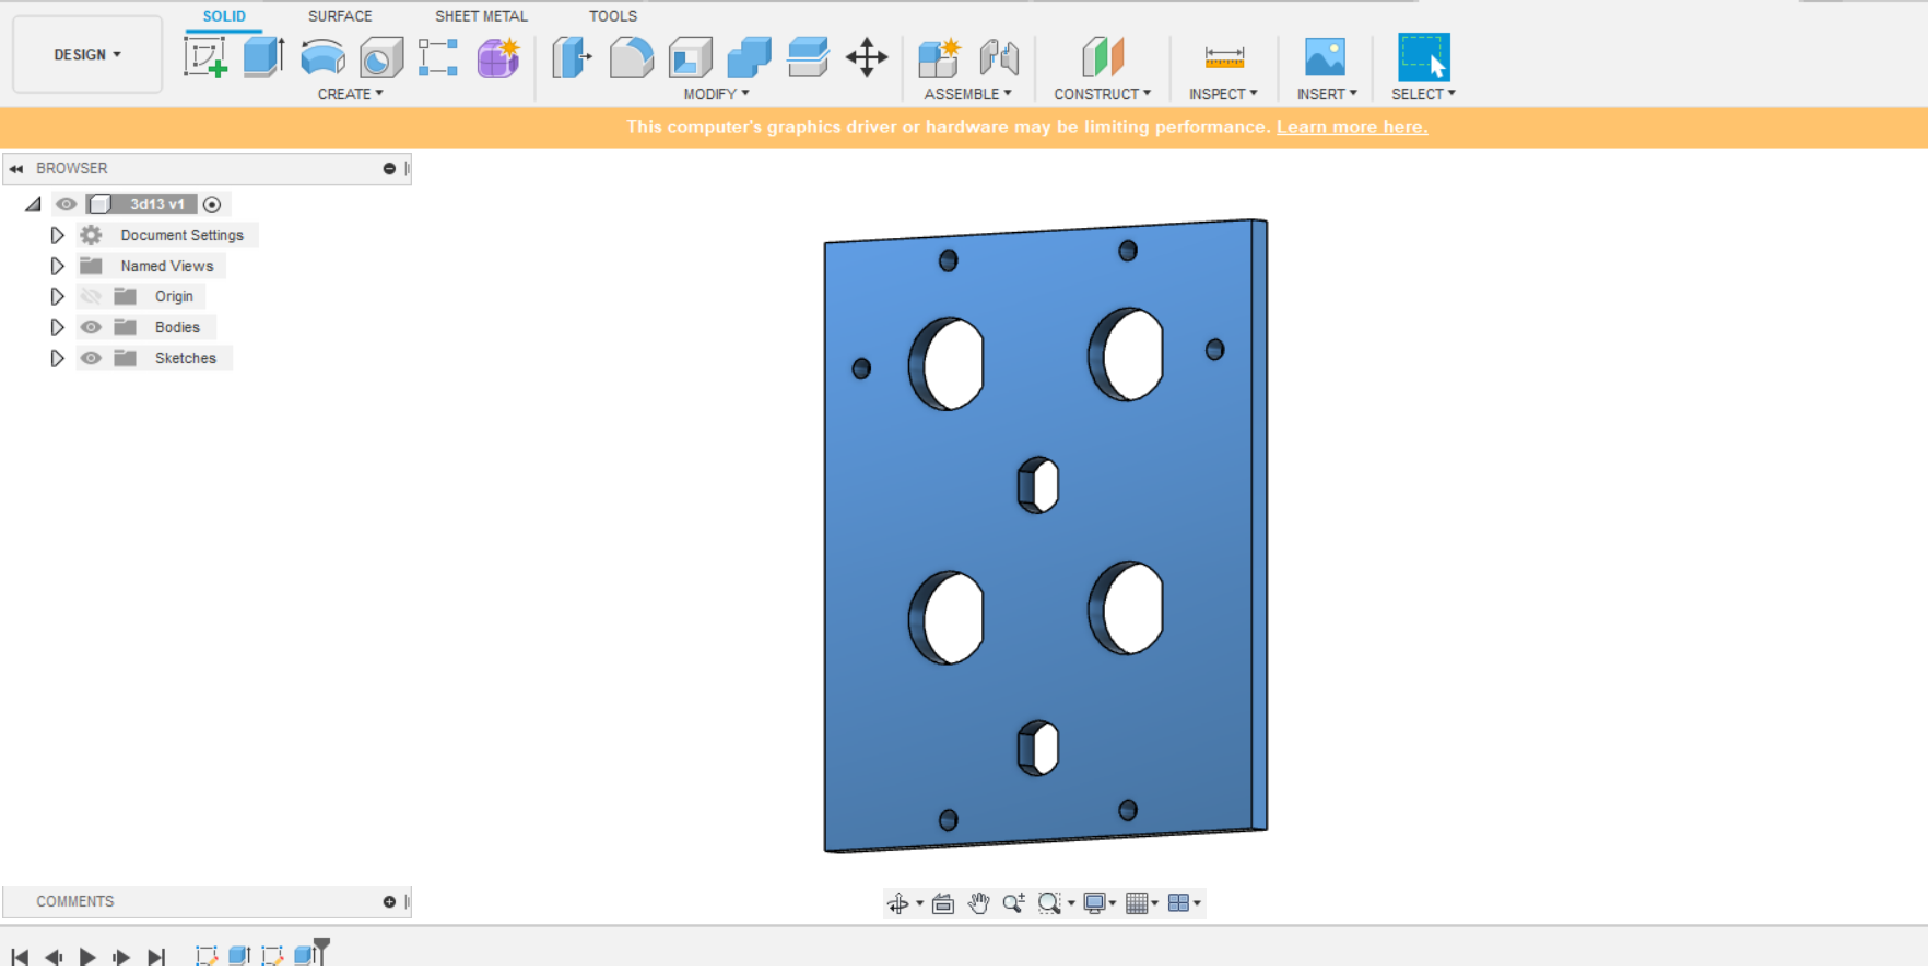 SOLID SURFACE SHEET METAL TOOLS
DESIGN
CREATE MODIFY ASSEMBLE CONSTRUCT INSPECT INSERT SELECT
This computer's graphics driver or hardware may be limiting performance. Learn more here.
BROWSER
3d13 v1
Document Settings
Named Views
Origin
Bodies
Sketches
COMMENTS